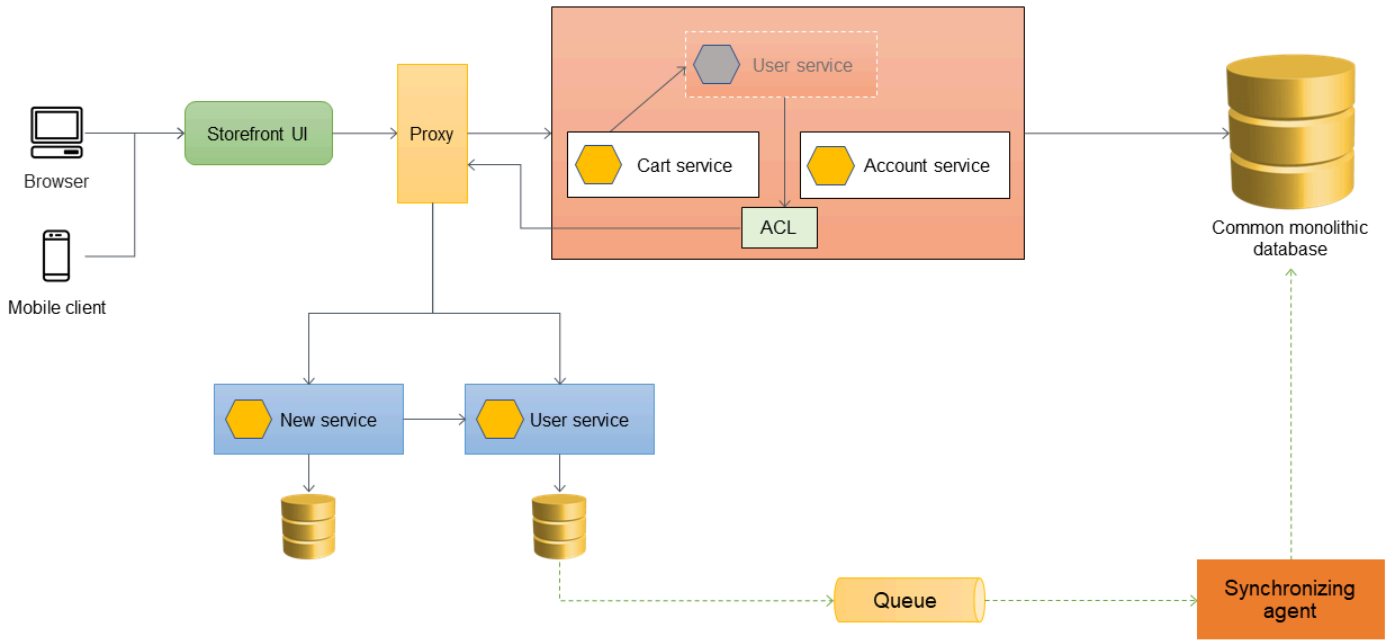 User service
Browser
Storefront UI
Proxy
Cart service
Account service
ACL
Common monolithic
database
Mobile client
New service
User service
Queue
Synchronizing
agent